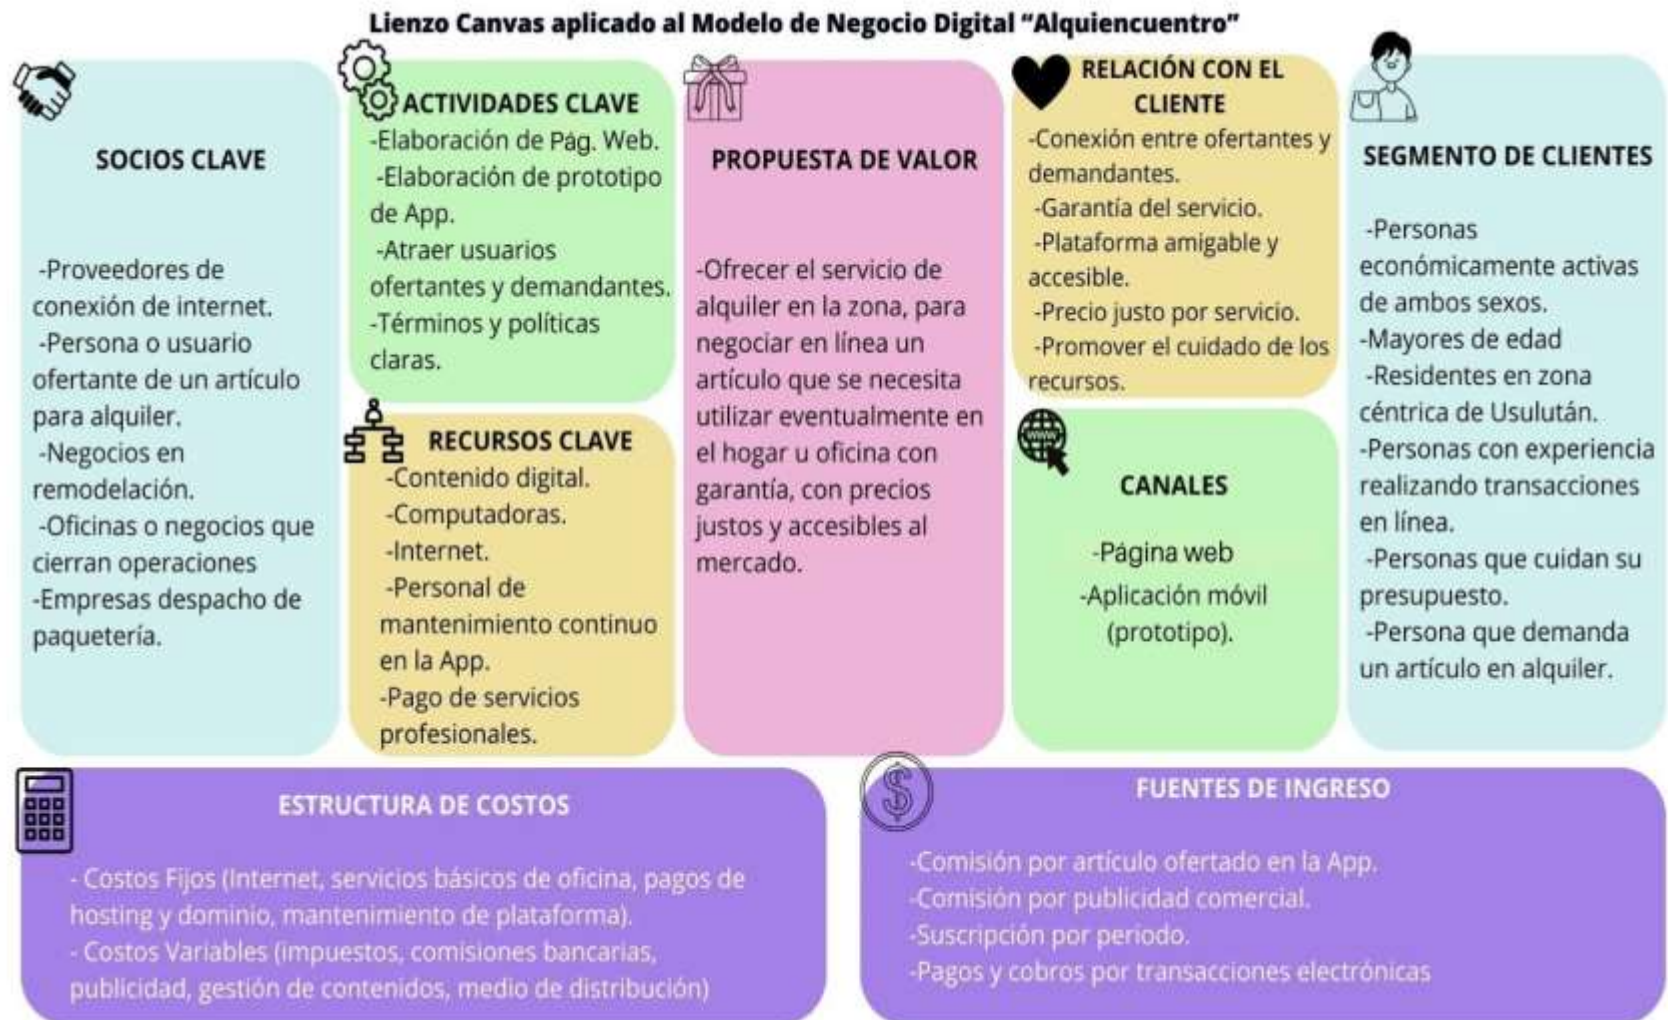 Lienzo Canvas aplicado al Modelo de Negocio Digital “Alquiencuentro”
SOCIOS CLAVE
-Proveedores de
conexión de internet.
-Persona o usuario
ofertante de un artículo
para alquiler.
-Negocios en
remodelación.
-Oficinas o negocios que
cierran operaciones
-Empresas despacho de
paquetería.
ACTIVIDADES CLAVE
-Elaboración de Pág. Web.
-Elaboración de prototipo
de App.
-Atraer usuarios
ofertantes y demandantes.
-Términos y políticas
claras.
RECURSOS CLAVE
-Contenido digital.
-Computadoras.
-Internet.
-Personal de
mantenimiento continuo
en la App.
-Pago de servicios
profesionales.
PROPUESTA DE VALOR
-Ofrecer el servicio de
alquiler en la zona, para
negociar en línea un
artículo que se necesita
utilizar eventualmente en
el hogar u oficina con
garantía, con precios
justos y accesibles al
mercado.
RELACIÓN CON EL
CLIENTE
-Conexión entre ofertantes y
demandantes.
-Garantía del servicio.
-Plataforma amigable y
accesible.
-Precio justo por servicio.
-Promover el cuidado de los
recursos.
CANALES
-Página web
-Aplicación móvil
(prototipo).
SEGMENTO DE CLIENTES
-Personas
económicamente activas
de ambos sexos.
-Mayores de edad
-Residentes en zona
céntrica de Usulután.
-Personas con experiencia
realizando transacciones
en línea.
-Personas que cuidan su
presupuesto.
-Persona que demanda
un artículo en alquiler.
ESTRUCTURA DE COSTOS
- Costos Fijos (Internet, servicios básicos de oficina, pagos de
hosting y dominio, mantenimiento de plataforma).
- Costos Variables (impuestos, comisiones bancarias,
publicidad, gestión de contenidos, medio de distribución)
FUENTES DE INGRESO
-Comisión por artículo ofertado en la App.
-Comisión por publicidad comercial.
-Suscripción por periodo.
-Pagos y cobros por transacciones electrónicas